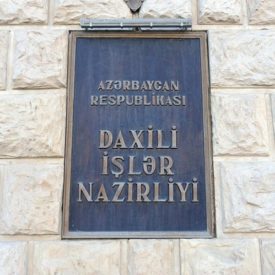 AZƏRBAYCAN
RESPUBLİKASI
DAXİLİ
İŞLƏR
NAZİRLİYİ